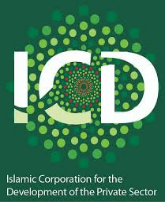 ICD
Islamic Corporation for the
Development of the Private Sector